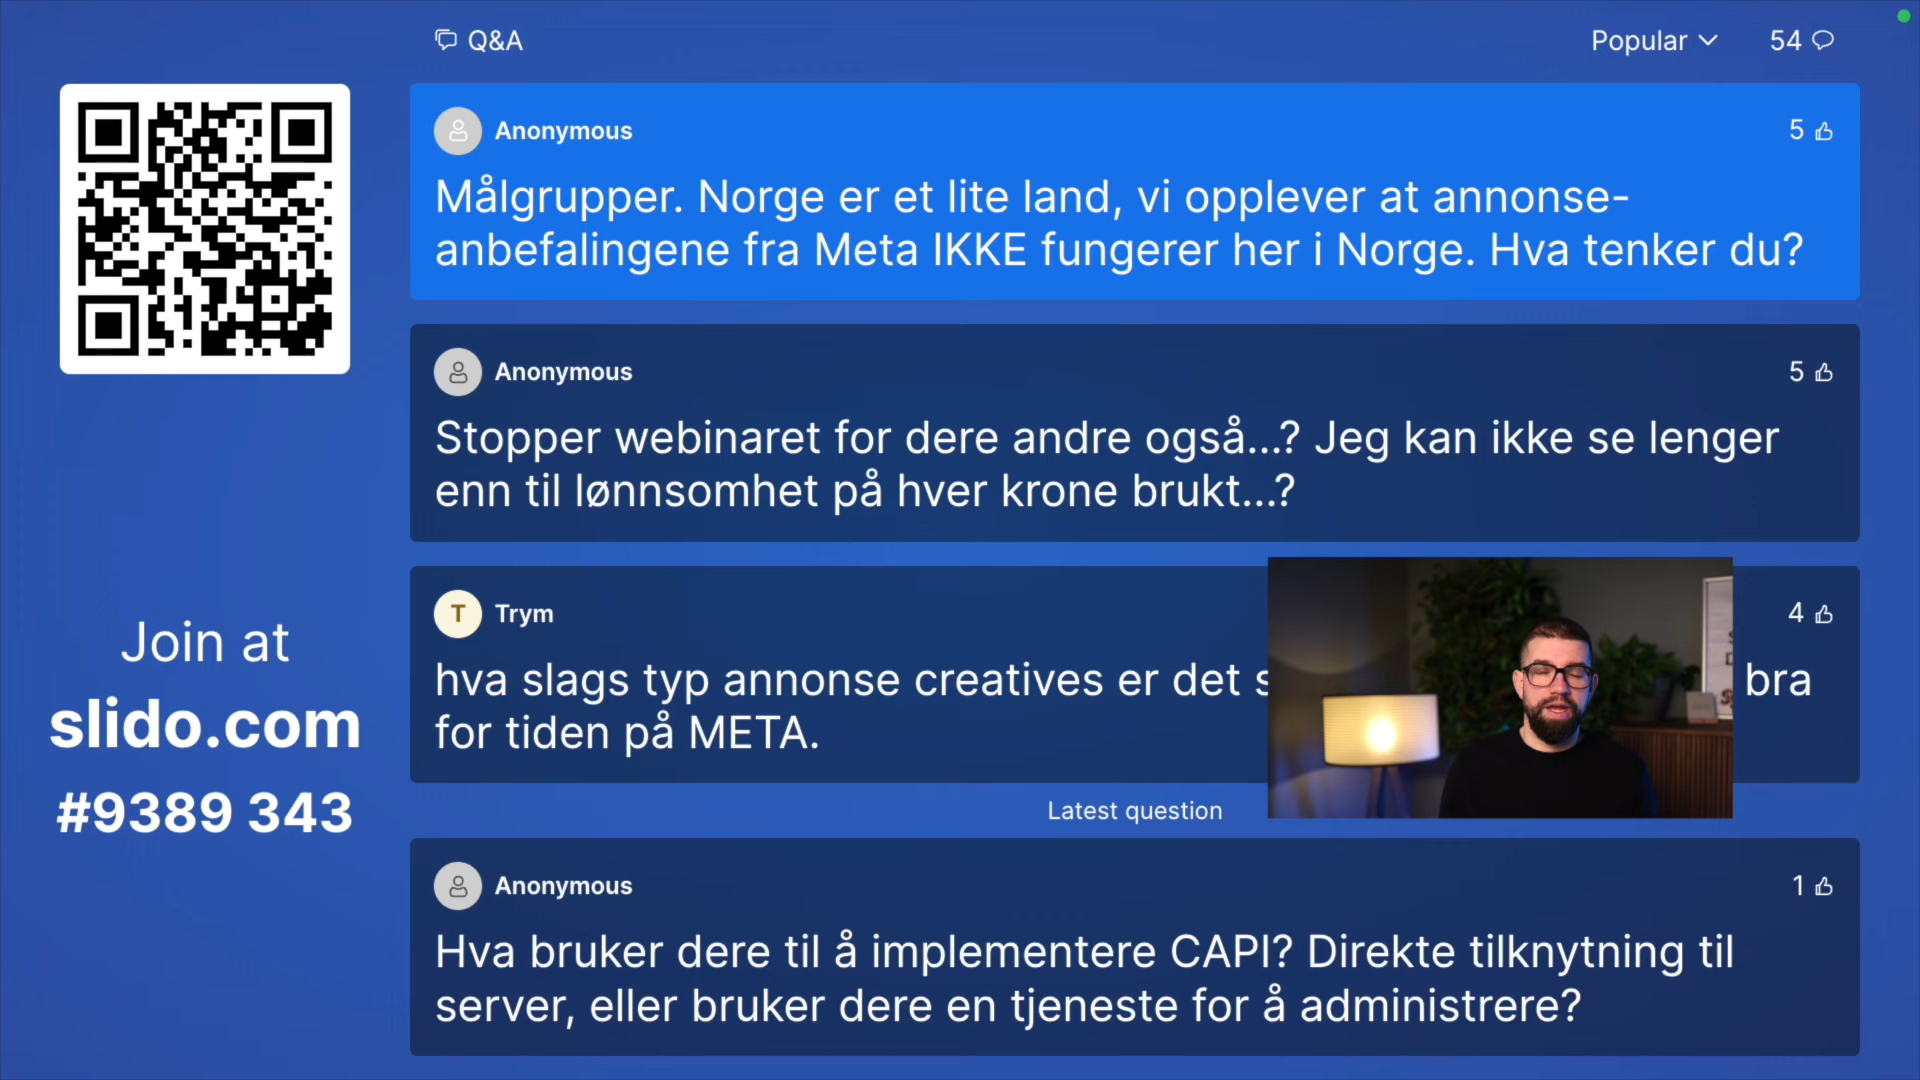 Q&A
Popular
54
Anonymous
5
Målgrupper. Norge er et lite land, vi opplever at annonse-
anbefalingene fra Meta IKKE fungerer her i Norge. Hva tenker du?
Anonymous
5
Stopper webinaret for dere andre også...? Jeg kan ikke se lenger
enn til lønnsomhet på hver krone brukt...?
T
Trym
4
hva slags typ annonse creatives er det bra
for tiden på META.
Latest question
Anonymous
1
Hva bruker dere til å implementere CAPI? Direkte tilknytning til
server, eller bruker dere en tjeneste for å administrere?
Join at
slido.com
#9389 343